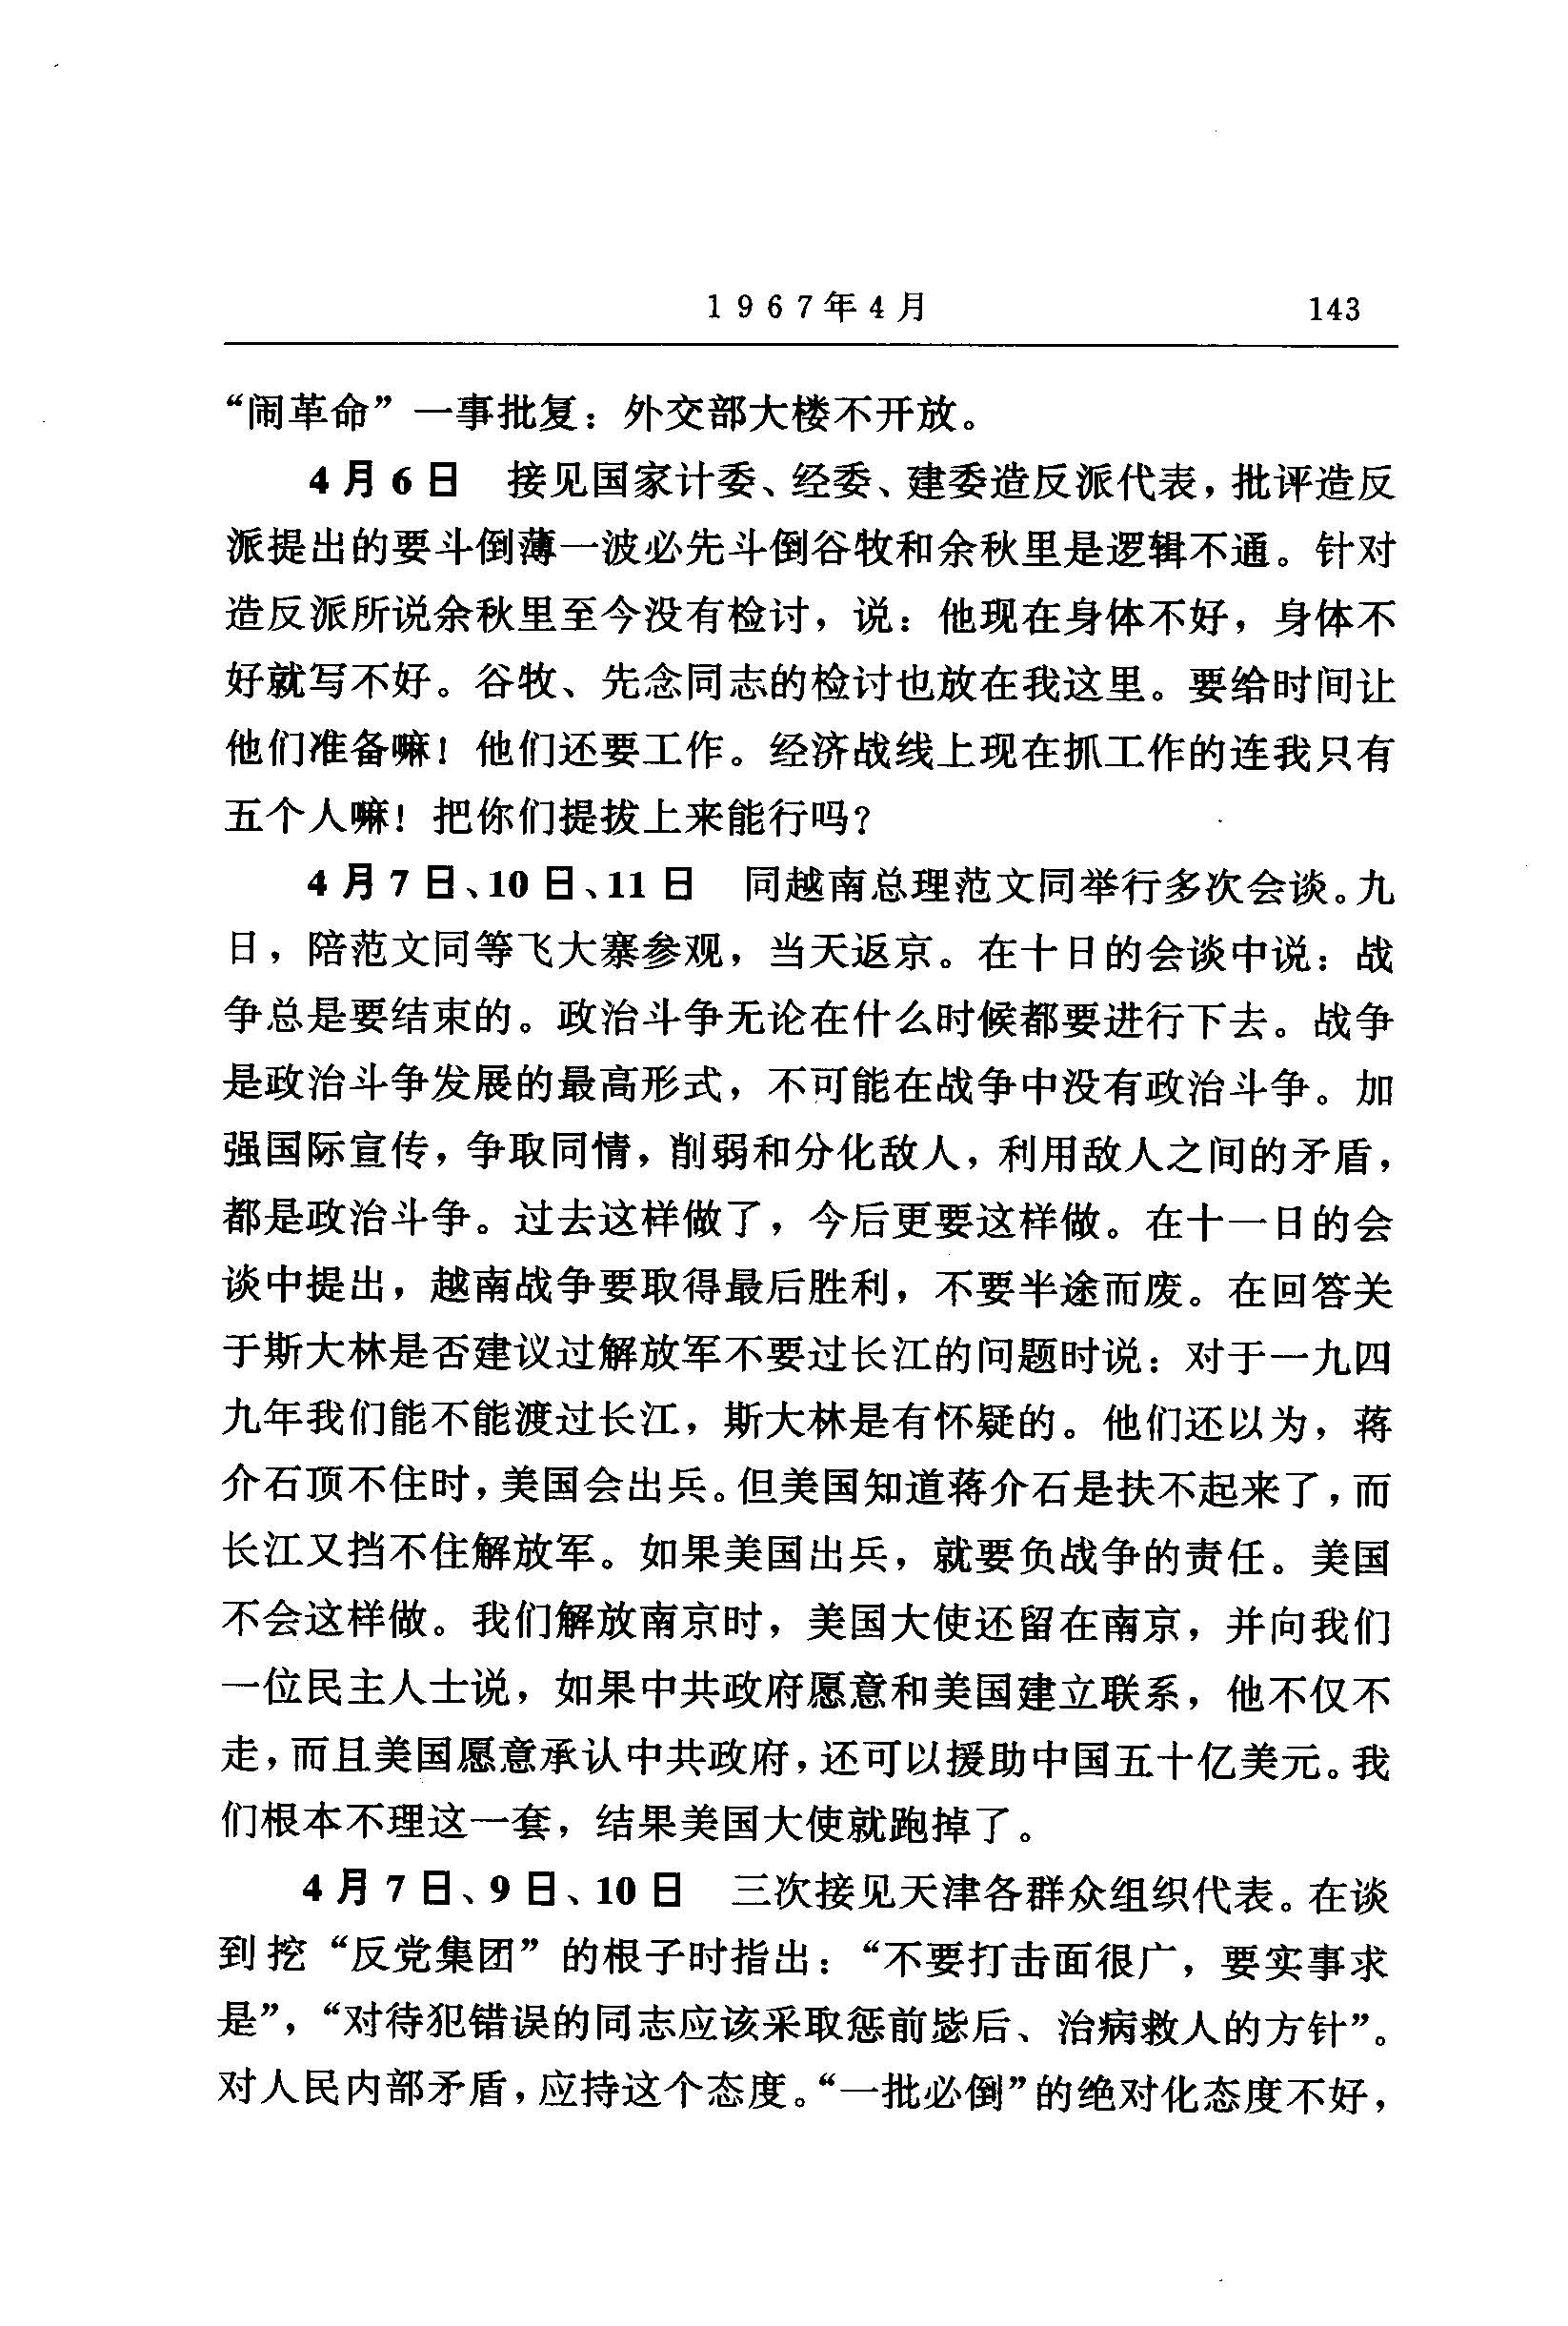 1967年4月 143
“闹革命”一事批复：外交部大楼不开放。
4月6日 接见国家计委、经委、建委造反派代表，批评造反
派提出的要斗倒薄一波必先斗倒谷牧和余秋里是逻辑不通。针对
造反派所说余秋里至今没有检讨，说：他现在身体不好，身体不
好就写不好。谷牧、先念同志的检讨也放在我这里。要给时间让
他们准备嘛！他们还要工作。经济战线上现在抓工作的连我只有
五个人嘛！把你们提拔上来能行吗？
4月7日、10日、11日 同越南总理范文同举行多次会谈。九
日，陪范文同等飞大寨参观，当天返京。在十日的会谈中说：战
争总是要结束的。政治斗争无论在什么时候都要进行下去。战争
是政治斗争发展的最高形式，不可能在战争中没有政治斗争。加
强国际宣传，争取同情，削弱和分化敌人，利用敌人之间的矛盾，
都是政治斗争。过去这样做了，今后更要这样做。在十一日的会
谈中提出，越南战争要取得最后胜利，不要半途而废。在回答关
于斯大林是否建议过解放军不要过长江的问题时说：对于一九四
九年我们能不能渡过长江，斯大林是有怀疑的。他们还以为，蒋
介石顶不住时，美国会出兵。但美国知道蒋介石是扶不起来了，而
长江又挡不住解放军。如果美国出兵，就要负战争的责任。美国
不会这样做。我们解放南京时，美国大使还留在南京，并向我们
一位民主人士说，如果中共政府愿意和美国建立联系，他不仅不
走，而且美国愿意承认中共政府，还可以援助中国五十亿美元。我
们根本不理这一套，结果美国大使就跑掉了。
4月7日、9日、10日 三次接见天津各群众组织代表。在谈
到挖“反党集团”的根子时指出：“不要打击面很广，要实事求
是”，“对待犯错误的同志应该采取惩前毖后、治病救人的方针”。
对人民内部矛盾，应持这个态度。“一批必倒”的绝对化态度不好，